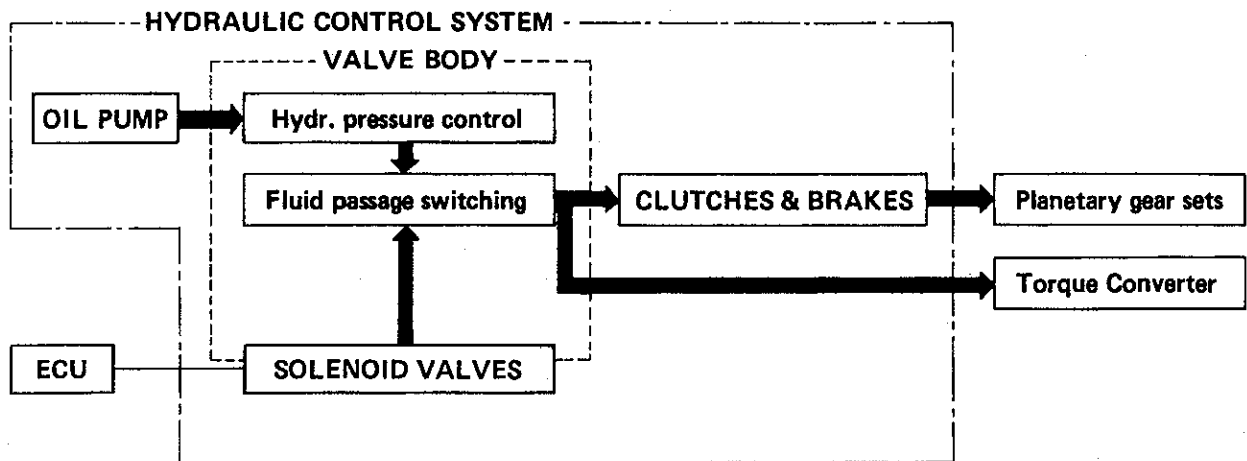 HYDRAULIC CONTROL SYSTEM
VALVE BODY
OIL PUMP
Hydr. pressure control
Fluid passage switching
CLUTCHES & BRAKES
Planetary gear sets
Torque Converter
ECU
SOLENOID VALVES